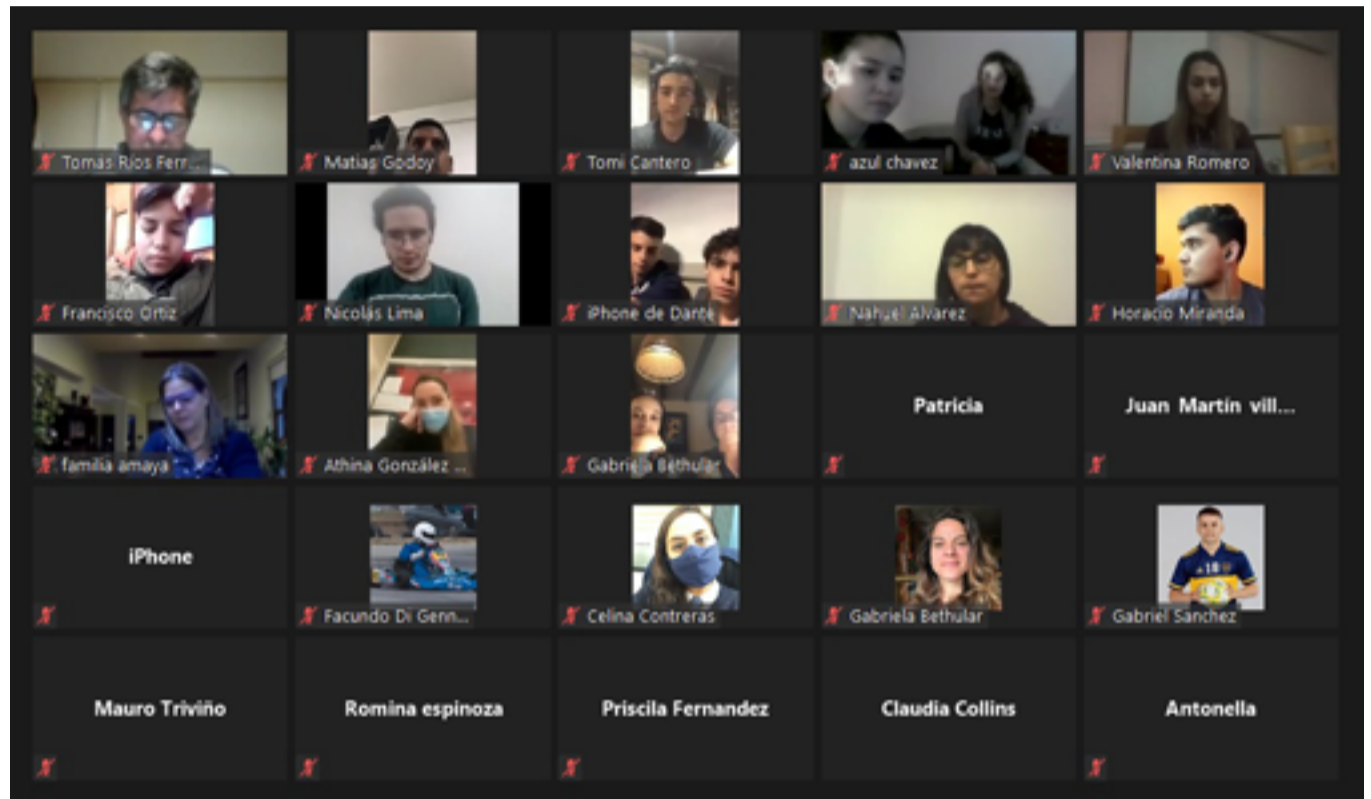 Tomas Rios Ferr...
Matias Godoy
Tomi Cantero
azul chavez
Valentina Romero
Francisco Ortiz
Nicolás Lima
iPhone de Dante
Nahuel Alvarez
Horacio Miranda
familia amaya
Athina González ...
Gabriela Bethular
Patricia
Juan Martín vill...
iPhone
Facundo Di Genn...
Celina Contreras
Gabriela Bethular
Gabriel Sanchez
Mauro Triviño
Romina espinoza
Priscila Fernandez
Claudia Collins
Antonella